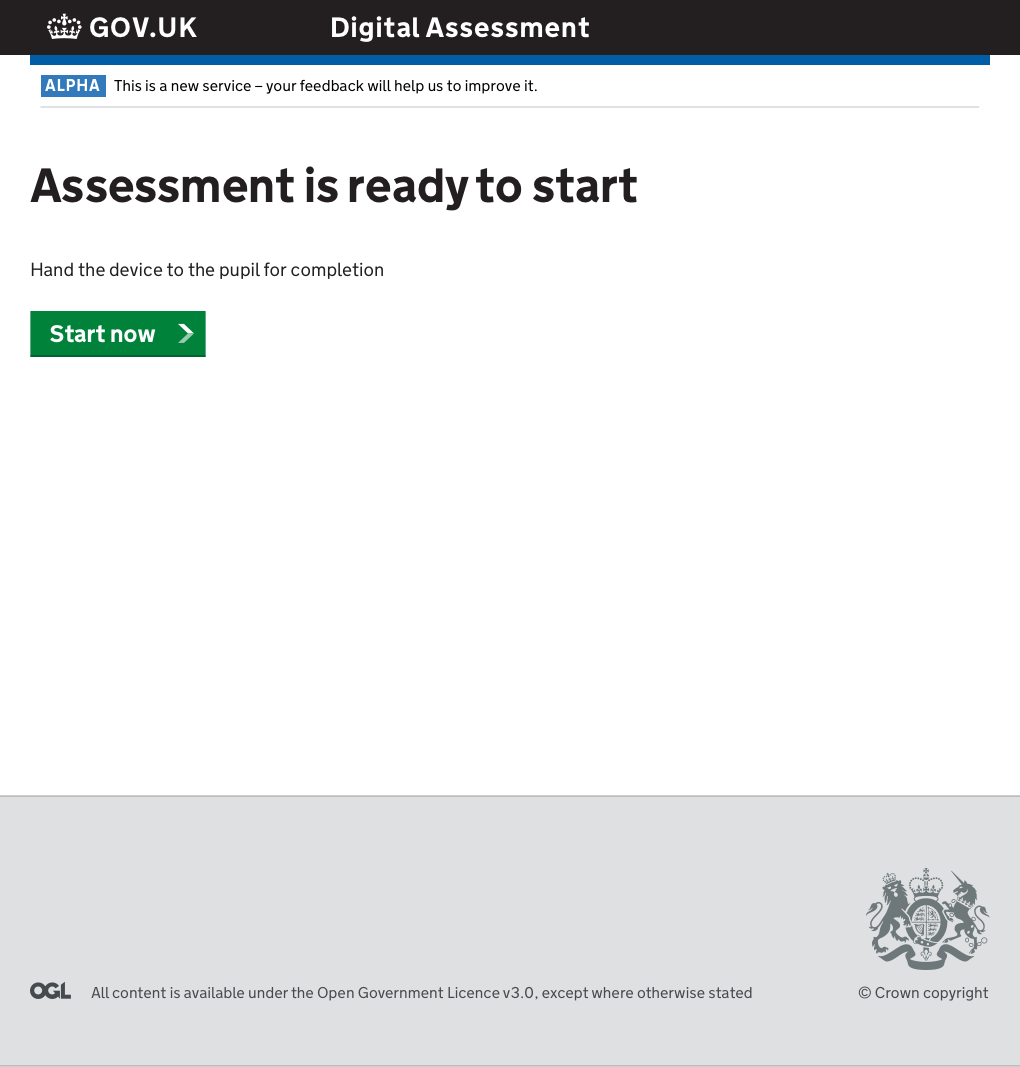 GOV.UK Digital Assessment
ALPHA This is a new service – your feedback will help us to improve it.
Assessment is ready to start
Hand the device to the pupil for completion
Start now
OGL All content is available under the Open Government Licence v3.0, except where otherwise stated © Crown copyright